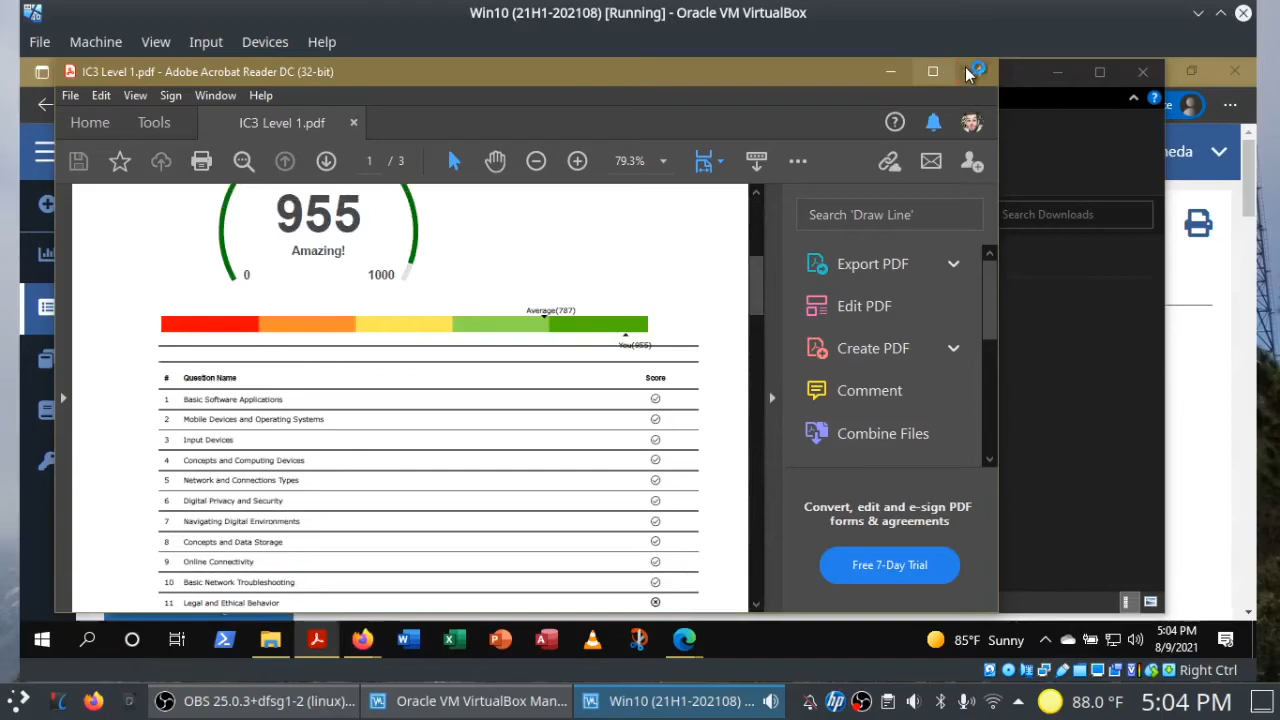 Win10 (21H1-202108) [Running] - Oracle VM VirtualBox
File Machine View Input Devices Help
IC3 Level 1.pdf - Adobe Acrobat Reader DC (32-bit)
File Edit View Sign Window Help
Home Tools IC3 Level 1.pdf
1 / 3 79.3%
955
Amazing!
0 1000
Average(787)
You(955)
# Question Name Score
1 Basic Software Applications
2 Mobile Devices and Operating Systems
3 Input Devices
4 Concepts and Computing Devices
5 Network and Connections Types
6 Digital Privacy and Security
7 Navigating Digital Environments
8 Concepts and Data Storage
9 Online Connectivity
10 Basic Network Troubleshooting
11 Legal and Ethical Behavior
Search 'Draw Line'
Export PDF
Edit PDF
Create PDF
Comment
Combine Files
Convert, edit and e-sign PDF
forms & agreements
Free 7-Day Trial
Search Downloads
meda
85°F Sunny
5:04 PM
8/9/2021
Right Ctrl
OBS 25.0.3+dfsg1-2 (linux)...
Oracle VM VirtualBox Man...
Win10 (21H1-202108) ...
88.0 °F
5:04 PM